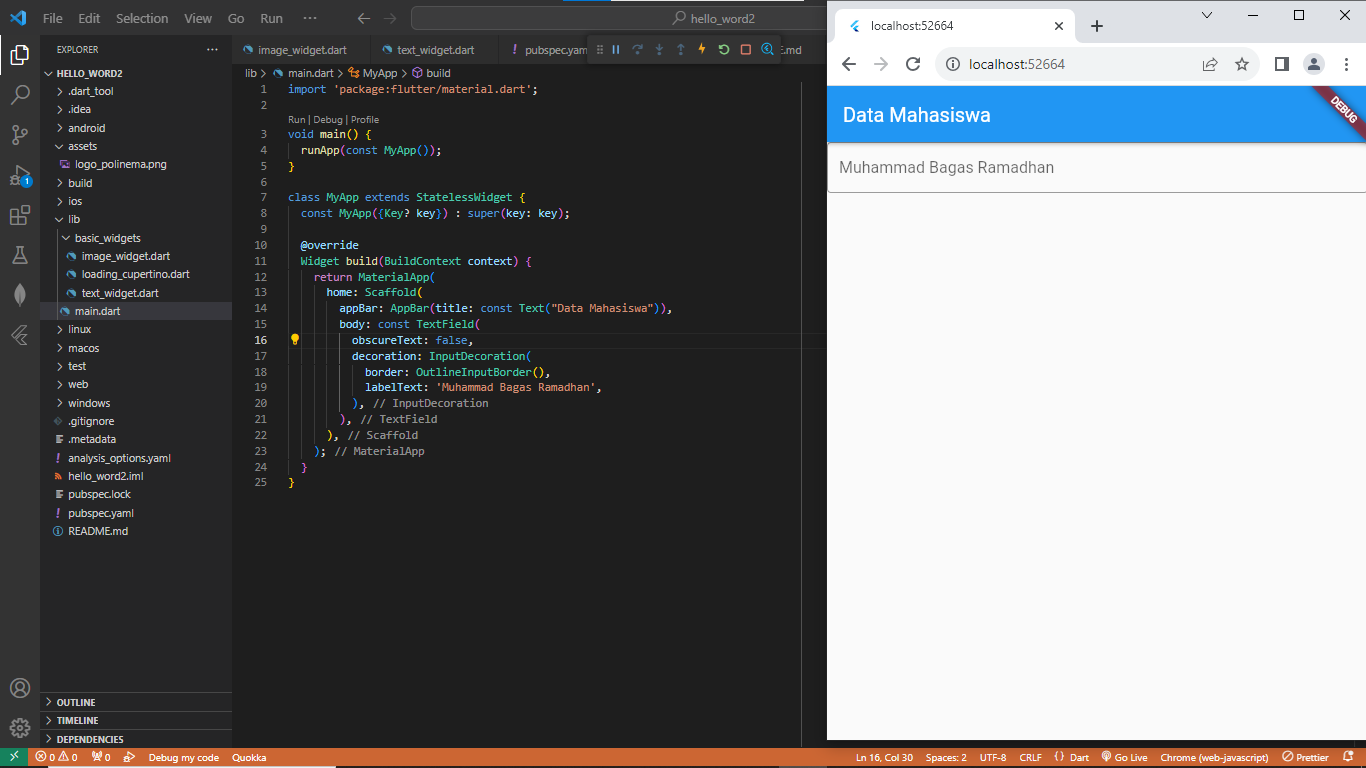 File Edit Selection View Go Run ··· hello_word2
EXPLORER ···
HELLO_WORD2
.dart_tool
.idea
android
assets
logo_polinema.png
build
ios
lib
basic_widgets
image_widget.dart
loading_cupertino.dart
text_widget.dart
main.dart
linux
macos
test
web
windows
.gitignore
.metadata
analysis_options.yaml
hello_word2.iml
pubspec.lock
pubspec.yaml
README.md
OUTLINE
TIMELINE
DEPENDENCIES
image_widget.dart text_widget.dart pubspec.yam E.md
lib > main.dart > MyApp > build
1 import 'package:flutter/material.dart';
2
Run | Debug | Profile
3 void main() {
4 runApp(const MyApp());
5 }
6
7 class MyApp extends StatelessWidget {
8 const MyApp({Key? key}) : super(key: key);
9
10 @override
11 Widget build(BuildContext context) {
12 return MaterialApp(
13 home: Scaffold(
14 appBar: AppBar(title: const Text("Data Mahasiswa")),
15 body: const TextField(
16 obscureText: false,
17 decoration: InputDecoration(
18 border: OutlineInputBorder(),
19 labelText: 'Muhammad Bagas Ramadhan',
20 ), // InputDecoration
21 ), // TextField
22 ), // Scaffold
23 ); // MaterialApp
24 }
25 }
localhost:52664
localhost:52664
Data Mahasiswa
DEBUG
Muhammad Bagas Ramadhan
1
0 0 0 Debug my code Quokka Ln 16, Col 30 Spaces: 2 UTF-8 CRLF { } Dart Go Live Chrome (web-javascript) Prettier